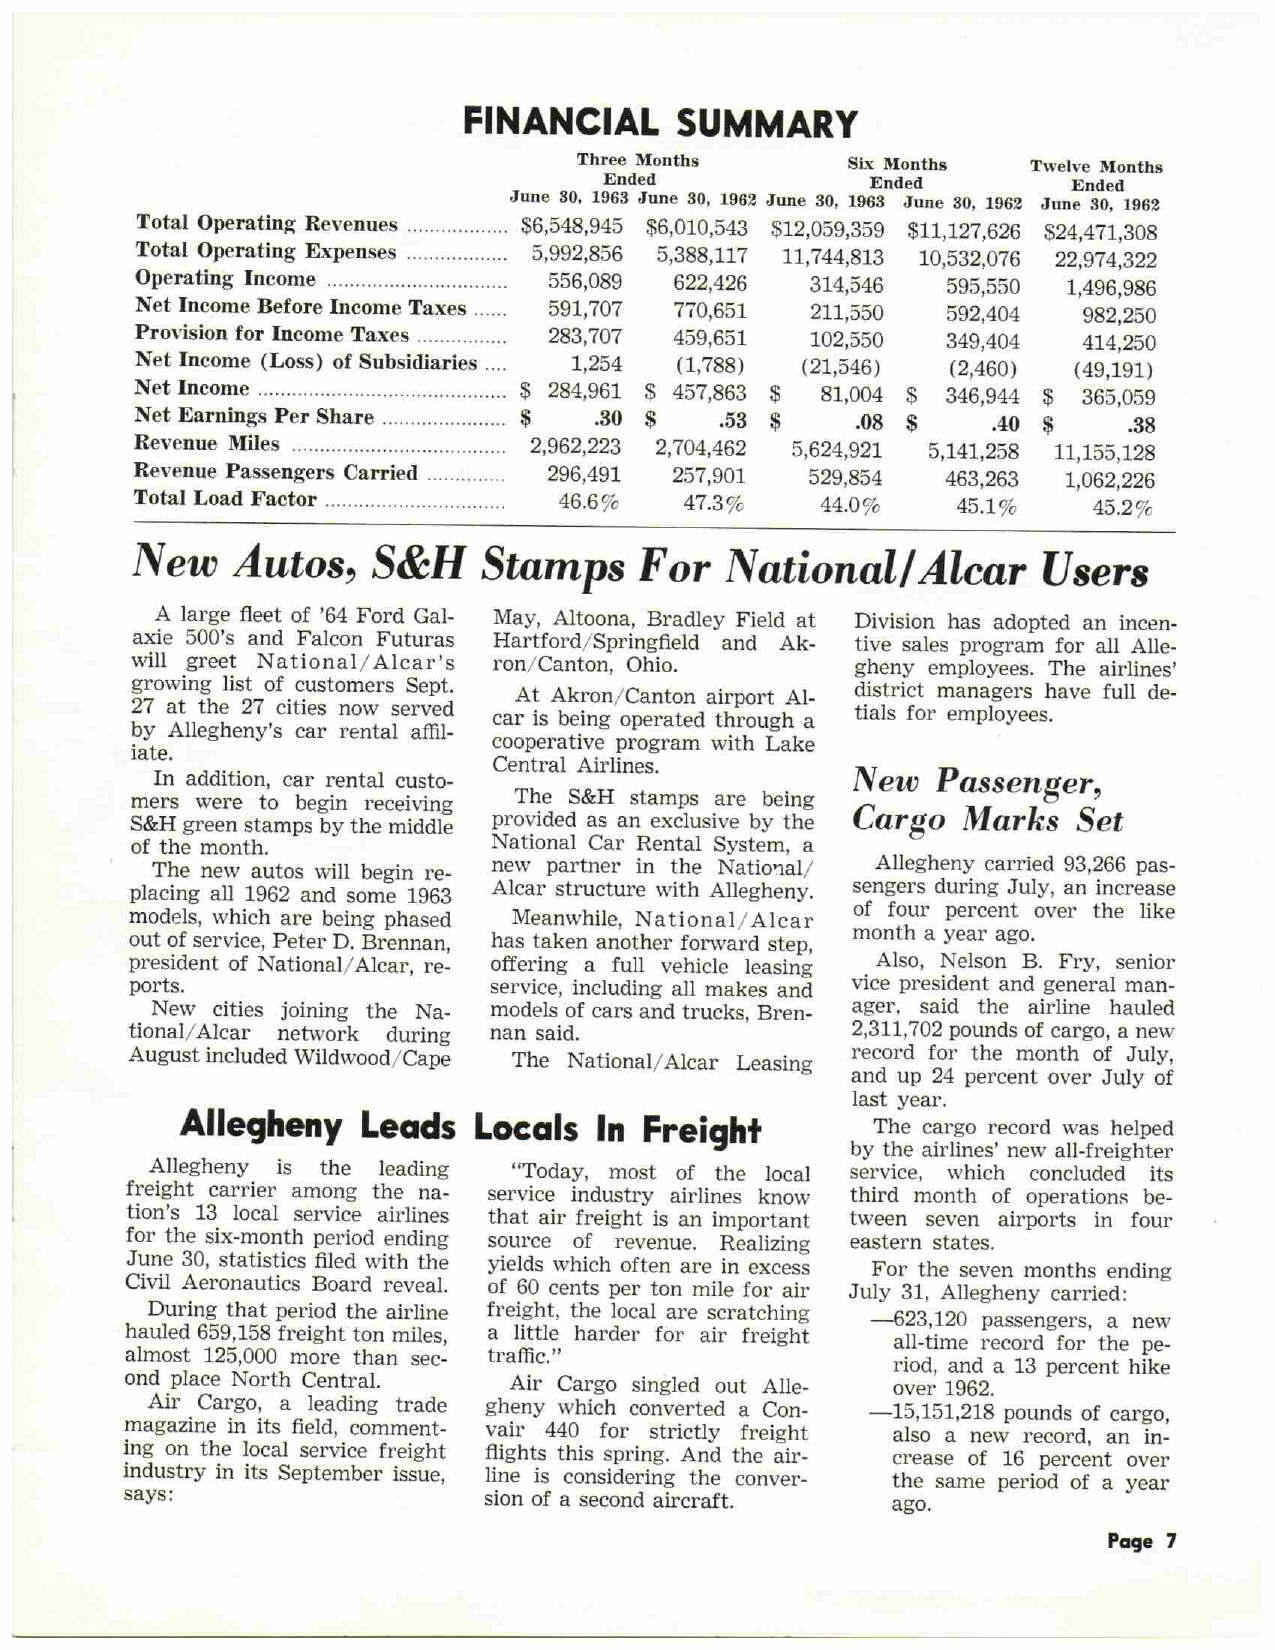 FINANCIAL SUMMARY
Three Months Six Months Twelve Months
Ended Ended Ended
June 30, 1963 June 30, 1962 June 30, 1963 June 30, 1962 June 30, 1962
Total Operating Revenues .................. $6,548,945 $6,010,543 $12,059,359 $11,127,626 $24,471,308
Total Operating Expenses .................. 5,992,856 5,388,117 11,744,813 10,532,076 22,974,322
Operating Income ................................ 556,089 622,426 314,546 595,550 1,496,986
Net Income Before Income Taxes ...... 591,707 770,651 211,550 592,404 982,250
Provision for Income Taxes ................ 283,707 459,651 102,550 349,404 414,250
Net Income (Loss) of Subsidiaries .... 1,254 (1,788) (21,546) (2,460) (49,191)
Net Income ............................................ $ 284,961 $ 457,863 $ 81,004 $ 346,944 $ 365,059
Net Earnings Per Share ...................... $ .30 $ .53 $ .08 $ .40 $ .38
Revenue Miles ...................................... 2,962,223 2,704,462 5,624,921 5,141,258 11,155,128
Revenue Passengers Carried .............. 296,491 257,901 529,854 463,263 1,062,226
Total Load Factor ................................ 46.6% 47.3% 44.0% 45.1% 45.2%
New Autos, S&H Stamps For National/Alcar Users
A large fleet of '64 Ford Gal-
axie 500's and Falcon Futuras
will greet National/Alcar's
growing list of customers Sept.
27 at the 27 cities now served
by Allegheny's car rental affil-
iate.
In addition, car rental custo-
mers were to begin receiving
S&H green stamps by the middle
of the month.
The new autos will begin re-
placing all 1962 and some 1963
models, which are being phased
out of service, Peter D. Brennan,
president of National/Alcar, re-
ports.
New cities joining the Na-
tional/Alcar network during
August included Wildwood/Cape
May, Altoona, Bradley Field at
Hartford/Springfield and Ak-
ron/Canton, Ohio.
At Akron/Canton airport Al-
car is being operated through a
cooperative program with Lake
Central Airlines.
The S&H stamps are being
provided as an exclusive by the
National Car Rental System, a
new partner in the National/
Alcar structure with Allegheny.
Meanwhile, National/Alcar
has taken another forward step,
offering a full vehicle leasing
service, including all makes and
models of cars and trucks, Bren-
nan said.
The National/Alcar Leasing
Division has adopted an incen-
tive sales program for all Alle-
gheny employees. The airlines'
district managers have full de-
tials for employees.
New Passenger,
Cargo Marks Set
Allegheny carried 93,266 pas-
sengers during July, an increase
of four percent over the like
month a year ago.
Also, Nelson B. Fry, senior
vice president and general man-
ager, said the airline hauled
2,311,702 pounds of cargo, a new
record for the month of July,
and up 24 percent over July of
last year.
The cargo record was helped
by the airlines' new all-freighter
service, which concluded its
third month of operations be-
tween seven airports in four
eastern states.
For the seven months ending
July 31, Allegheny carried:
—623,120 passengers, a new
all-time record for the pe-
riod, and a 13 percent hike
over 1962.
—15,151,218 pounds of cargo,
also a new record, an in-
crease of 16 percent over
the same period of a year
ago.
Allegheny Leads Locals In Freight
Allegheny is the leading
freight carrier among the na-
tion's 13 local service airlines
for the six-month period ending
June 30, statistics filed with the
Civil Aeronautics Board reveal.
During that period the airline
hauled 659,158 freight ton miles,
almost 125,000 more than sec-
ond place North Central.
Air Cargo, a leading trade
magazine in its field, comment-
ing on the local service freight
industry in its September issue,
says:
"Today, most of the local
service industry airlines know
that air freight is an important
source of revenue. Realizing
yields which often are in excess
of 60 cents per ton mile for air
freight, the local are scratching
a little harder for air freight
traffic."
Air Cargo singled out Alle-
gheny which converted a Con-
vair 440 for strictly freight
flights this spring. And the air-
line is considering the conver-
sion of a second aircraft.
Page 7